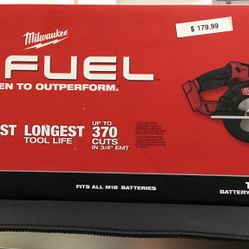 Milwaukee
$ 179.99
FUEL
EN TO OUTPERFORM.
ST LONGEST
TOOL LIFE
UP TO
370
CUTS
IN 3/4" EMT
FITS ALL M18 BATTERIES
BATTERY